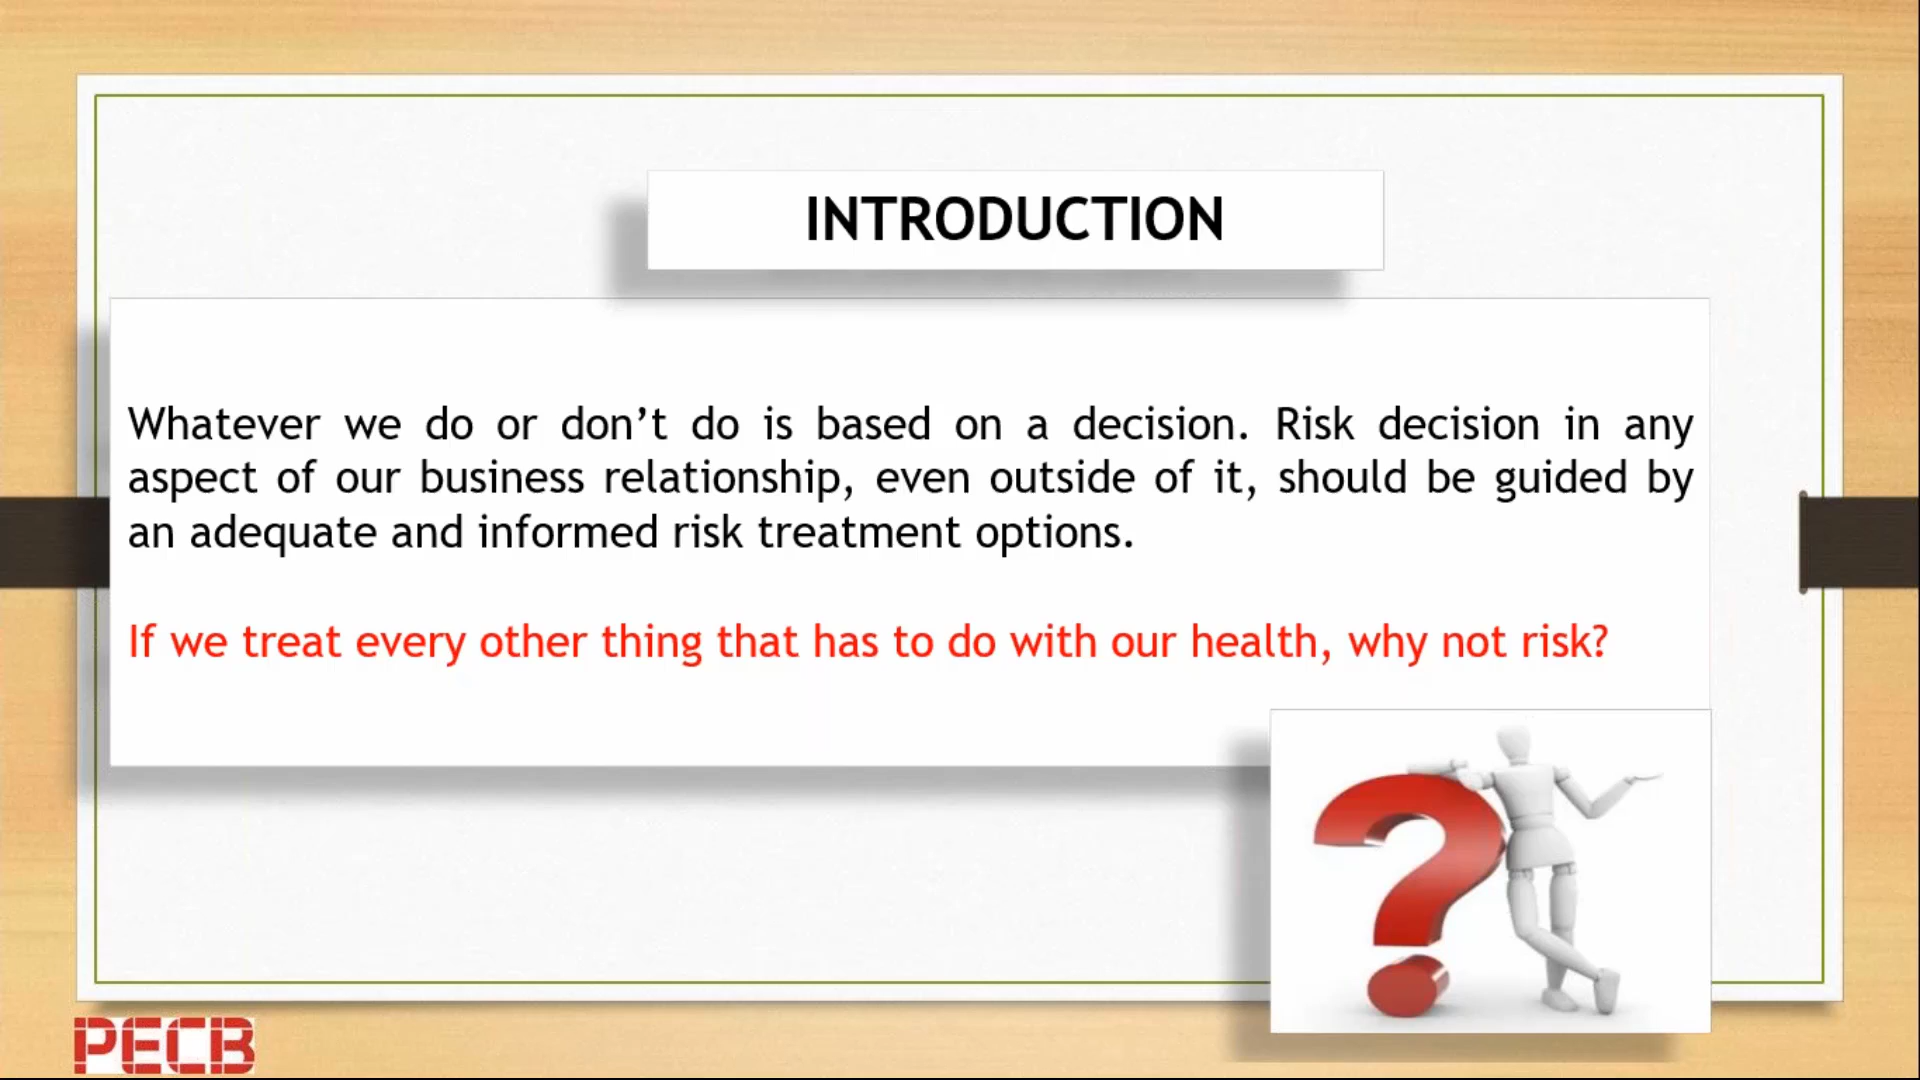 INTRODUCTION
Whatever we do or don’t do is based on a decision. Risk decision in any
aspect of our business relationship, even outside of it, should be guided by
an adequate and informed risk treatment options.
If we treat every other thing that has to do with our health, why not risk?
PECB